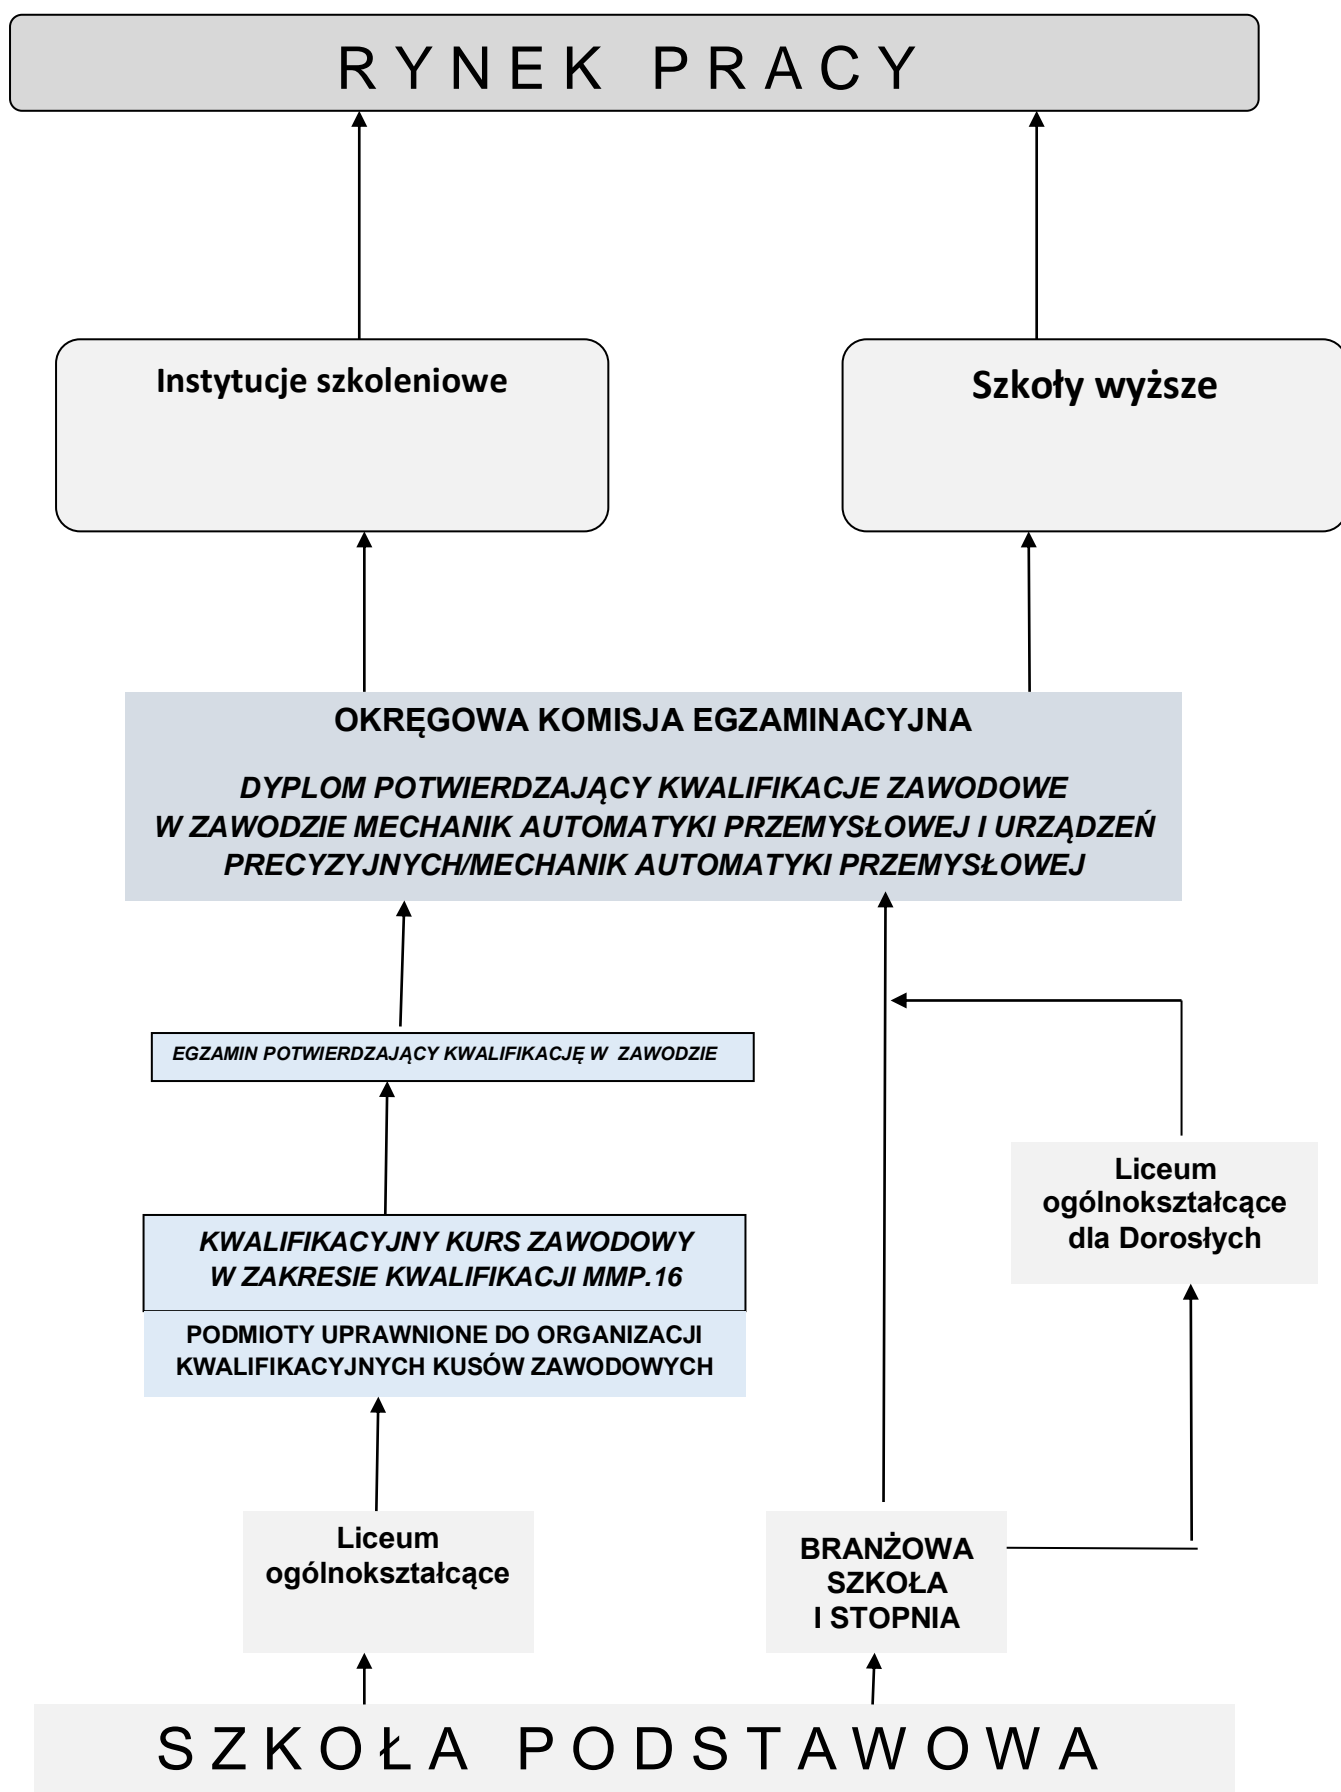 RYNEK PRACY
Instytucje szkoleniowe
Szkoły wyższe
OKRĘGOWA KOMISJA EGZAMINACYJNA
DYPLOM POTWIERDZAJĄCY KWALIFIKACJE ZAWODOWE
W ZAWODZIE MECHANIK AUTOMATYKI PRZEMYSŁOWEJ I URZĄDZEŃ
PRECYZYJNYCH/MECHANIK AUTOMATYKI PRZEMYSŁOWEJ
EGZAMIN POTWIERDZAJĄCY KWALIFIKACJĘ W ZAWODZIE
Liceum
ogólnokształcące
dla Dorosłych
KWALIFIKACYJNY KURS ZAWODOWY
W ZAKRESIE KWALIFIKACJI MMP.16
PODMIOTY UPRAWNIONE DO ORGANIZACJI
KWALIFIKACYJNYCH KUSÓW ZAWODOWYCH
Liceum
ogólnokształcące
BRANŻOWA
SZKOŁA
I STOPNIA
SZKOŁA PODSTAWOWA